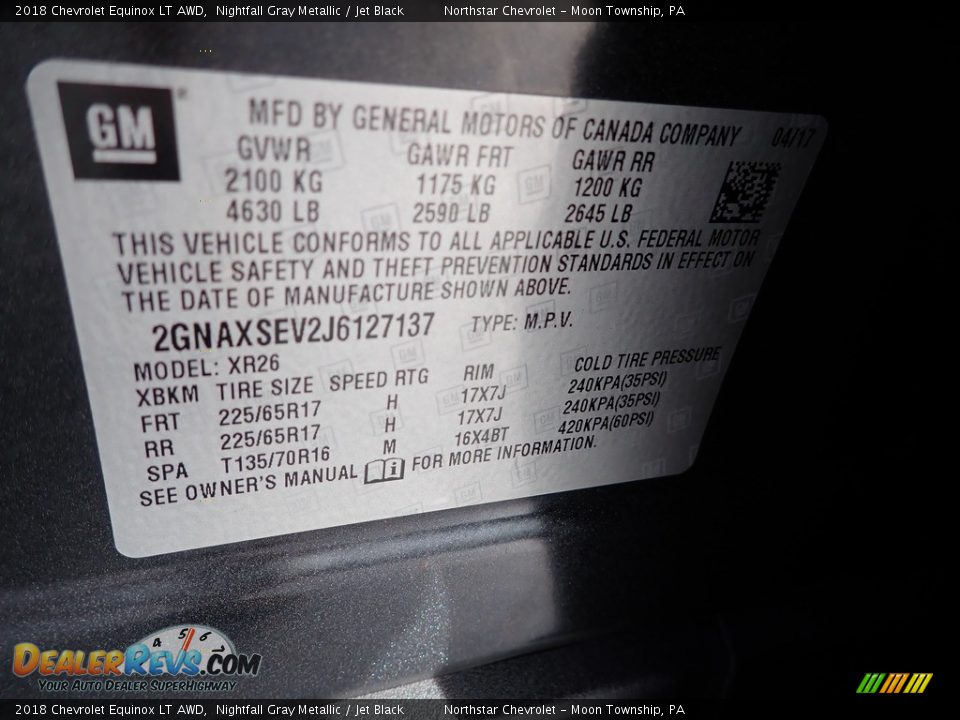 2018 Chevrolet Equinox LT AWD, Nightfall Gray Metallic / Jet Black Northstar Chevrolet – Moon Township, PA
GM
MFD BY GENERAL MOTORS OF CANADA COMPANY 04/17
GVWR GAWR FRT GAWR RR
2100 KG 1175 KG 1200 KG
4630 LB 2590 LB 2645 LB
THIS VEHICLE CONFORMS TO ALL APPLICABLE U.S. FEDERAL MOTOR
VEHICLE SAFETY AND THEFT PREVENTION STANDARDS IN EFFECT ON
THE DATE OF MANUFACTURE SHOWN ABOVE.
2GNAXSEV2J6127137 TYPE: M.P.V.
MODEL: XR26
XBKM TIRE SIZE SPEED RTG RIM COLD TIRE PRESSURE
FRT 225/65R17 H 17X7J 240KPA(35PSI)
RR 225/65R17 H 17X7J 240KPA(35PSI)
SPA T135/70R16 M 16X4BT 420KPA(60PSI)
SEE OWNER'S MANUAL i FOR MORE INFORMATION.
4 5 6
DEALERREVS.COM
YOUR AUTO DEALER SUPERHIGHWAY
2018 Chevrolet Equinox LT AWD, Nightfall Gray Metallic / Jet Black Northstar Chevrolet – Moon Township, PA